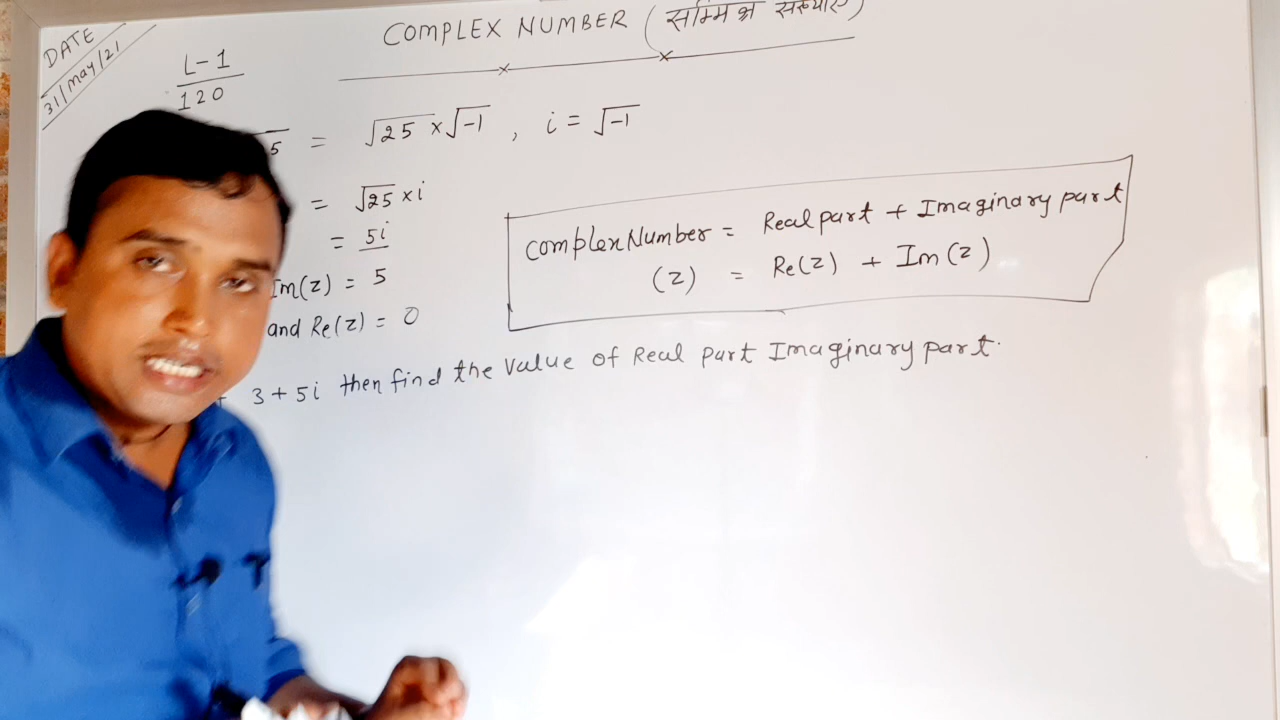 DATE
31/May/21
COMPLEX NUMBER (सम्मिश्र संख्याएँ)
L-1
120
5 = √25 × √-1 , i = √-1
= √25 × i
= 5i
Im(z) = 5
and Re(z) = 0
complex Number = Real part + Imaginary part
(z) = Re(z) + Im(z)
3+5i then find the value of Real part Imaginary part.